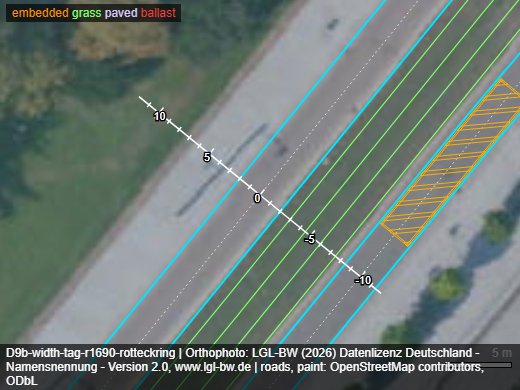 embedded grass paved ballast
10
5
0
-5
-10
5 m
D9b-width-tag-r1690-rotteckring | Orthophoto: LGL-BW (2026) Datenlizenz Deutschland -
Namensnennung - Version 2.0, www.lgl-bw.de | roads, paint: OpenStreetMap contributors,
ODbL